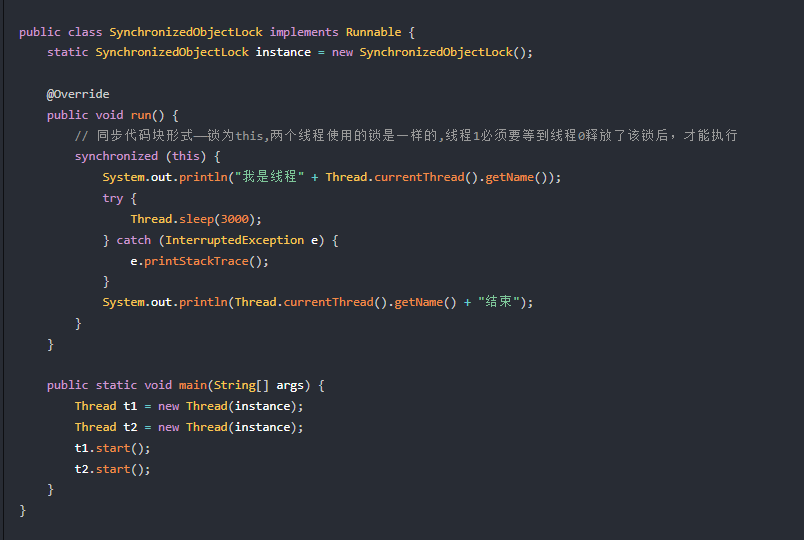 public class SynchronizedObjectLock implements Runnable {
    static SynchronizedObjectLock instance = new SynchronizedObjectLock();

    @Override
    public void run() {
        // 同步代码块形式——锁为this,两个线程使用的锁是一样的,线程1必须要等到线程0释放了该锁后，才能执行
        synchronized (this) {
            System.out.println("我是线程" + Thread.currentThread().getName());
            try {
                Thread.sleep(3000);
            } catch (InterruptedException e) {
                e.printStackTrace();
            }
            System.out.println(Thread.currentThread().getName() + "结束");
        }
    }

    public static void main(String[] args) {
        Thread t1 = new Thread(instance);
        Thread t2 = new Thread(instance);
        t1.start();
        t2.start();
    }
}